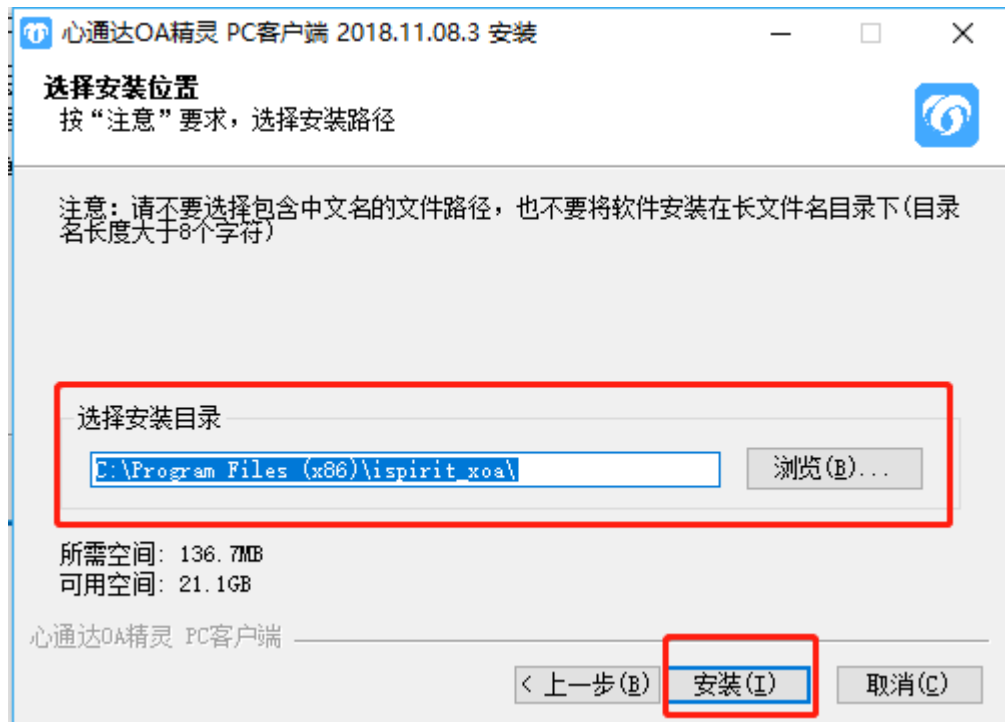 心通达OA精灵 PC客户端 2018.11.08.3 安装
选择安装位置
按“注意”要求，选择安装路径
注意: 请不要选择包含中文名的文件路径，也不要将软件安装在长文件名目录下(目录
名长度大于8个字符)
选择安装目录
C:\Program Files (x86)\ispirit_xoa\
浏览(B)...
所需空间: 136.7MB
可用空间: 21.1GB
心通达OA精灵 PC客户端
< 上一步(B) 安装(I) 取消(C)